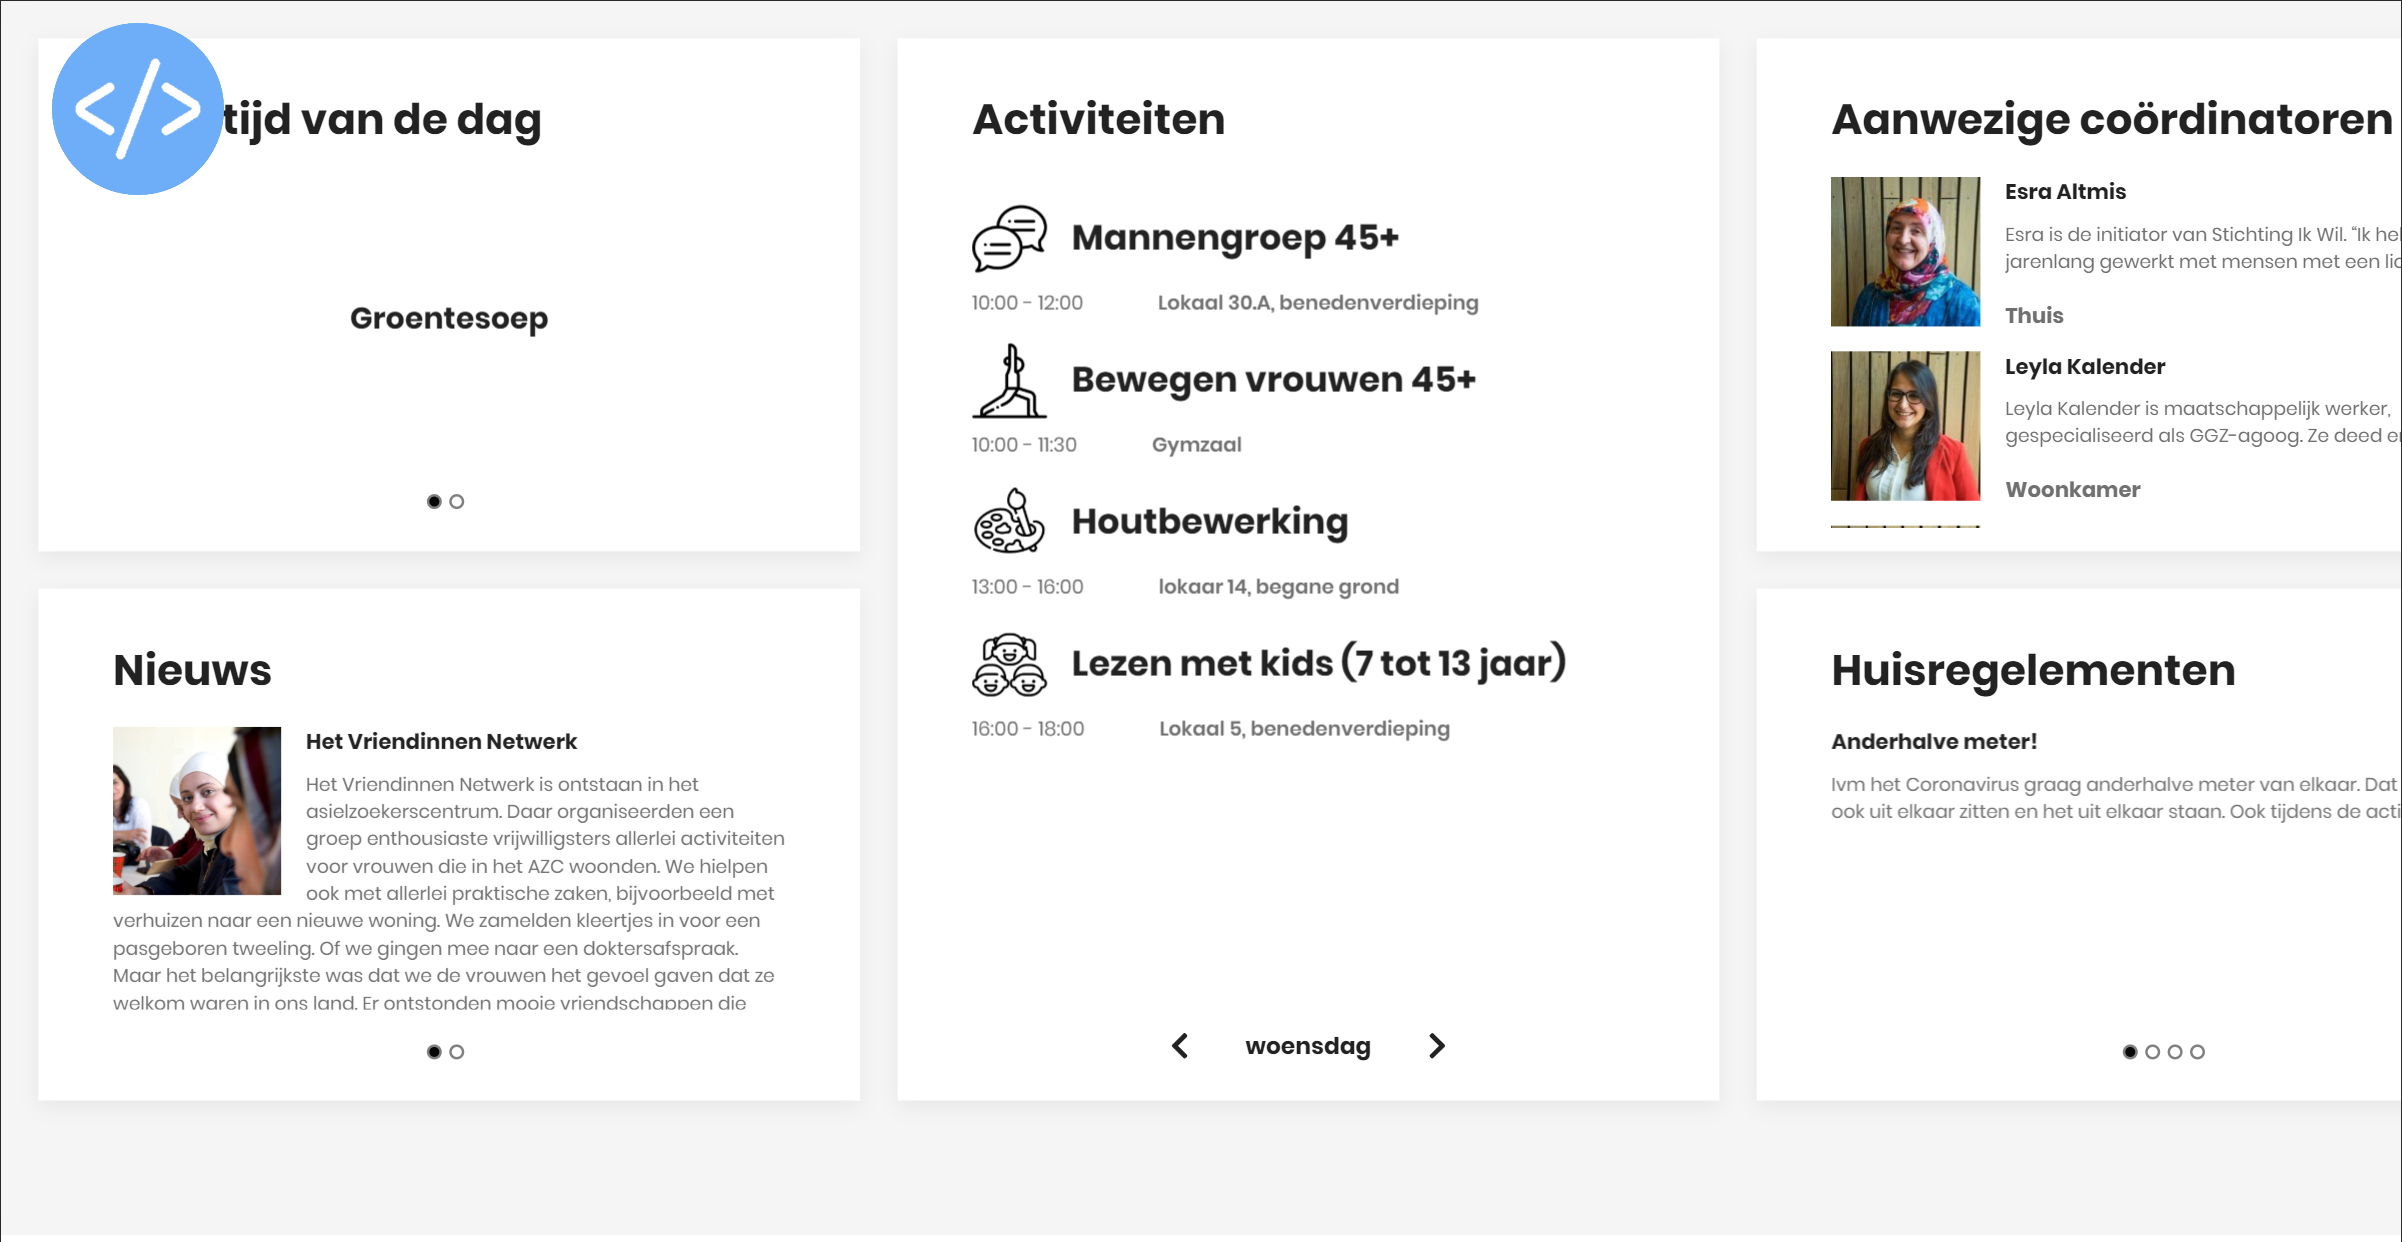 tijd van de dag
Groentesoep
Nieuws
Het Vriendinnen Netwerk
Het Vriendinnen Netwerk is ontstaan in het
asielzoekerscentrum. Daar organiseerden een
groep enthousiaste vrijwilligsters allerlei activiteiten
voor vrouwen die in het AZC woonden. We hielpen
ook met allerlei praktische zaken, bijvoorbeeld met
verhuizen naar een nieuwe woning. We zamelden kleertjes in voor een
pasgeboren tweeling. Of we gingen mee naar een doktersafspraak.
Maar het belangrijkste was dat we de vrouwen het gevoel gaven dat ze
welkom waren in ons land. Er ontstonden mooie vriendschappen die
Activiteiten
Mannengroep 45+
10:00 - 12:00 Lokaal 30.A, benedenverdieping
Bewegen vrouwen 45+
10:00 - 11:30 Gymzaal
Houtbewerking
13:00 - 16:00 lokaar 14, begane grond
Lezen met kids (7 tot 13 jaar)
16:00 - 18:00 Lokaal 5, benedenverdieping
woensdag
Aanwezige coördinatoren
Esra Altmis
Esra is de initiator van Stichting Ik Wil. “Ik
jarenlang gewerkt met mensen met een
Thuis
Leyla Kalender
Leyla Kalender is maatschappelijk werker,
gespecialiseerd als GGZ-agoog. Ze deed
Woonkamer
Huisregelementen
Anderhalve meter!
Ivm het Coronavirus graag anderhalve meter van elkaar. Dat
ook uit elkaar zitten en het uit elkaar staan. Ook tijdens de